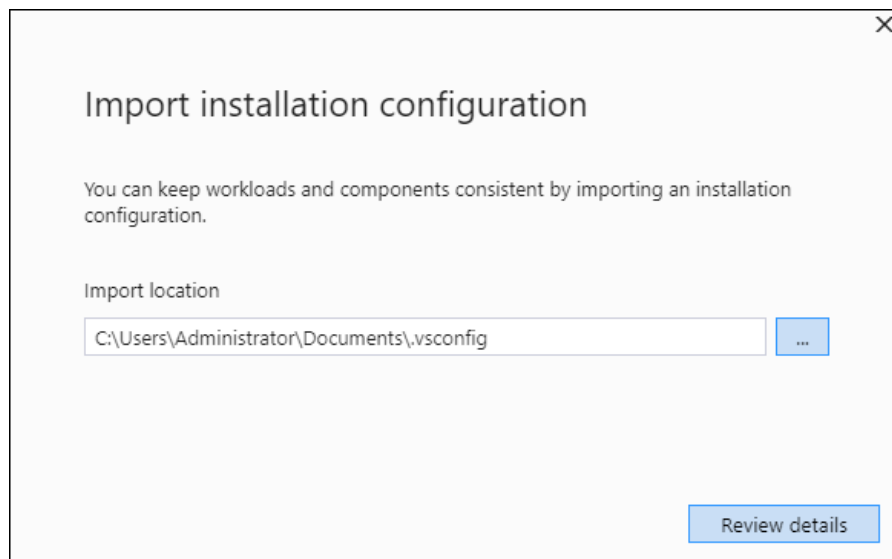 Import installation configuration
You can keep workloads and components consistent by importing an installation
configuration.
Import location
C:\Users\Administrator\Documents\.vsconfig
...
Review details